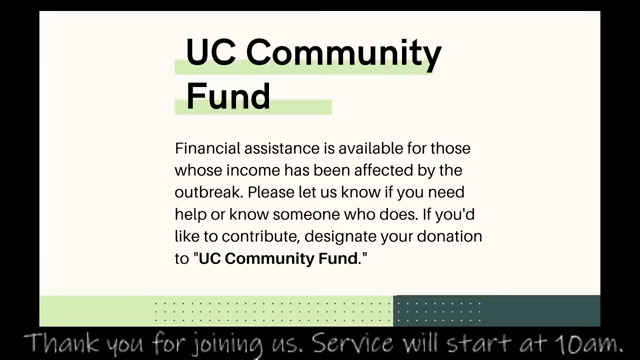 UC Community
Fund
Financial assistance is available for those
whose income has been affected by the
outbreak. Please let us know if you need
help or know someone who does. If you'd
like to contribute, designate your donation
to "UC Community Fund."
Thank you for joining us. Service will start at 10am.